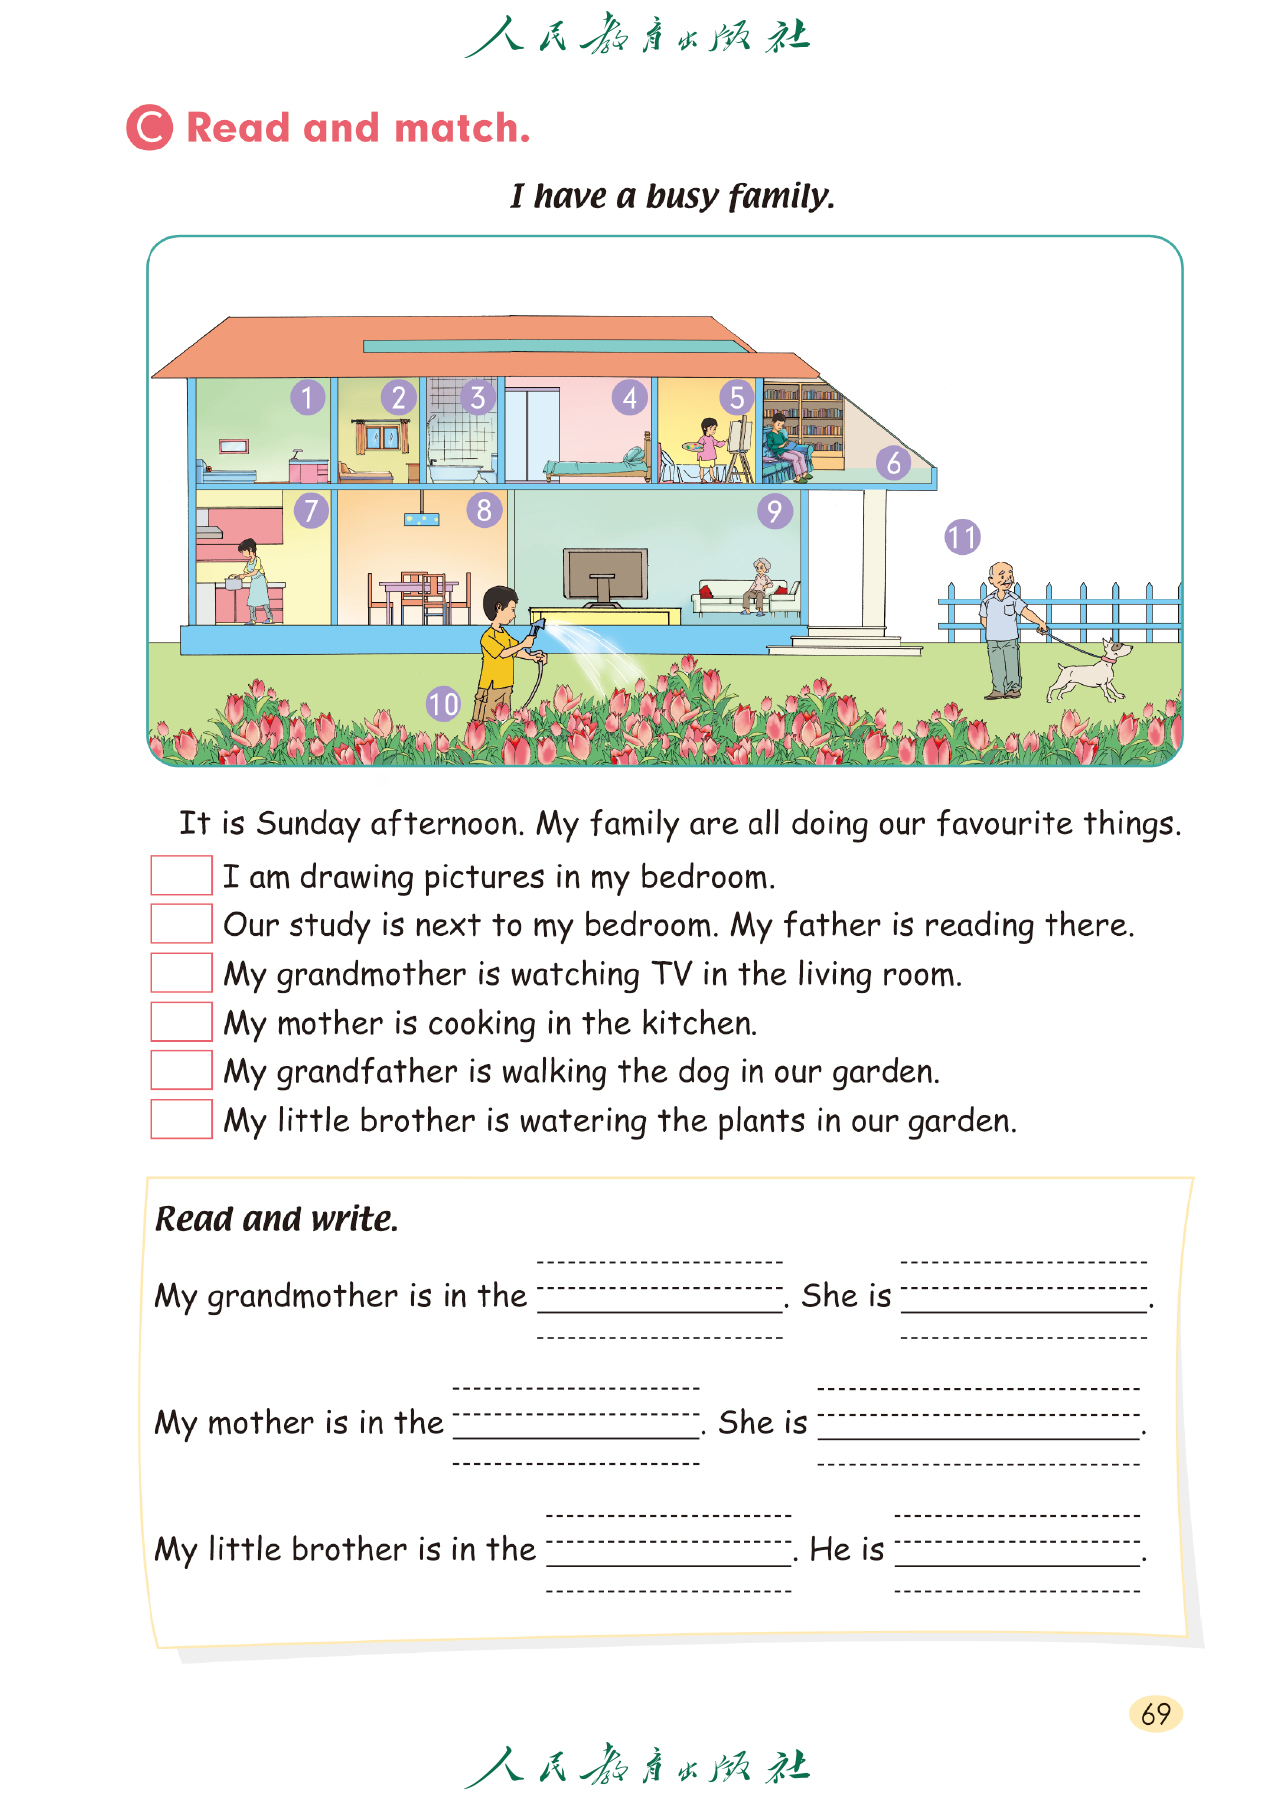 人民教育出版社
C Read and match.
I have a busy family.
1 2 3 4 5
6
7 8 9
11
10
It is Sunday afternoon. My family are all doing our favourite things.
I am drawing pictures in my bedroom.
Our study is next to my bedroom. My father is reading there.
My grandmother is watching TV in the living room.
My mother is cooking in the kitchen.
My grandfather is walking the dog in our garden.
My little brother is watering the plants in our garden.
Read and write.
My grandmother is in the . She is .
My mother is in the . She is .
My little brother is in the . He is .
69
人民教育出版社